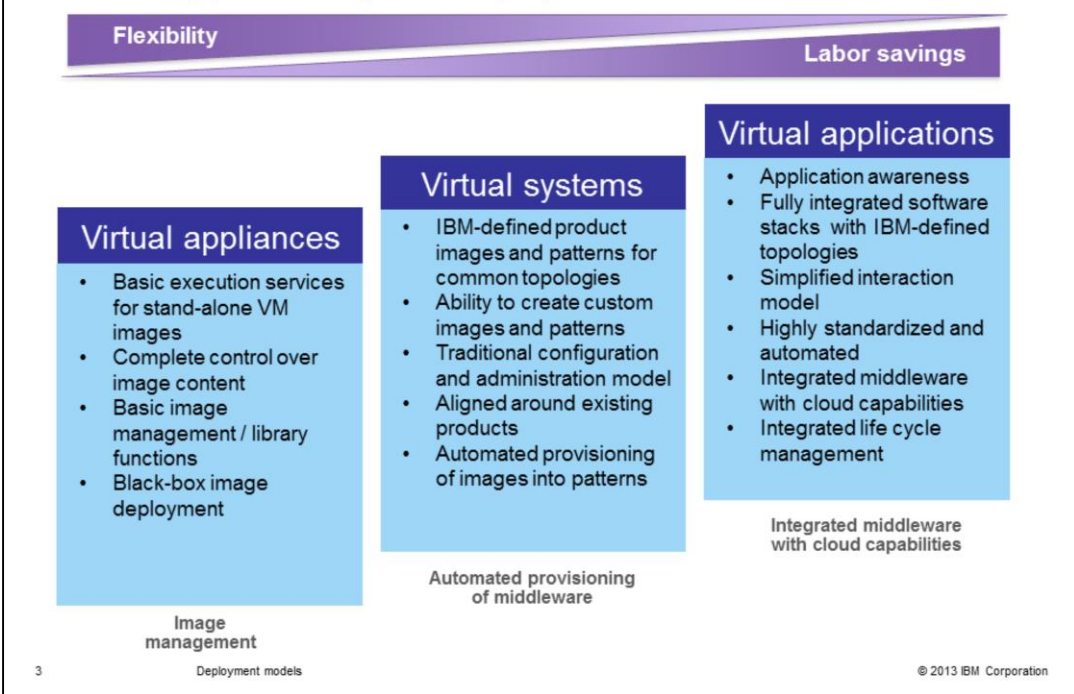 Flexibility
Labor savings
Virtual appliances
• Basic execution services
for stand-alone VM
images
• Complete control over
image content
• Basic image
management / library
functions
• Black-box image
deployment
Image
management
Virtual systems
• IBM-defined product
images and patterns for
common topologies
• Ability to create custom
images and patterns
• Traditional configuration
and administration model
• Aligned around existing
products
• Automated provisioning
of images into patterns
Automated provisioning
of middleware
Virtual applications
• Application awareness
• Fully integrated software
stacks with IBM-defined
topologies
• Simplified interaction
model
• Highly standardized and
automated
• Integrated middleware
with cloud capabilities
• Integrated life cycle
management
Integrated middleware
with cloud capabilities
3 Deployment models © 2013 IBM Corporation